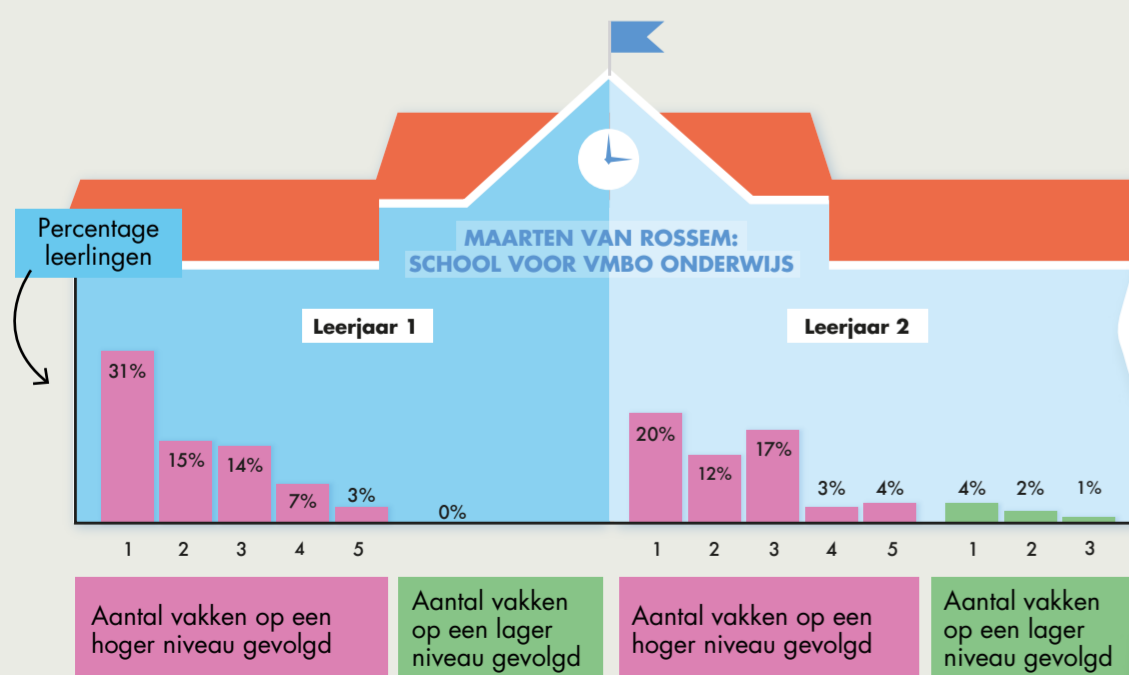 MAARTEN VAN ROSSEM:
SCHOOL VOOR VMBO ONDERWIJS
Percentage
leerlingen
Leerjaar 1
31%
15%
14%
7%
3%
0%
1 2 3 4 5
Aantal vakken op een
hoger niveau gevolgd
Aantal vakken
op een lager
niveau gevolgd
Leerjaar 2
20%
12%
17%
3%
4%
4%
2%
1%
1 2 3 4 5
1 2 3
Aantal vakken op een
hoger niveau gevolgd
Aantal vakken
op een lager
niveau gevolgd